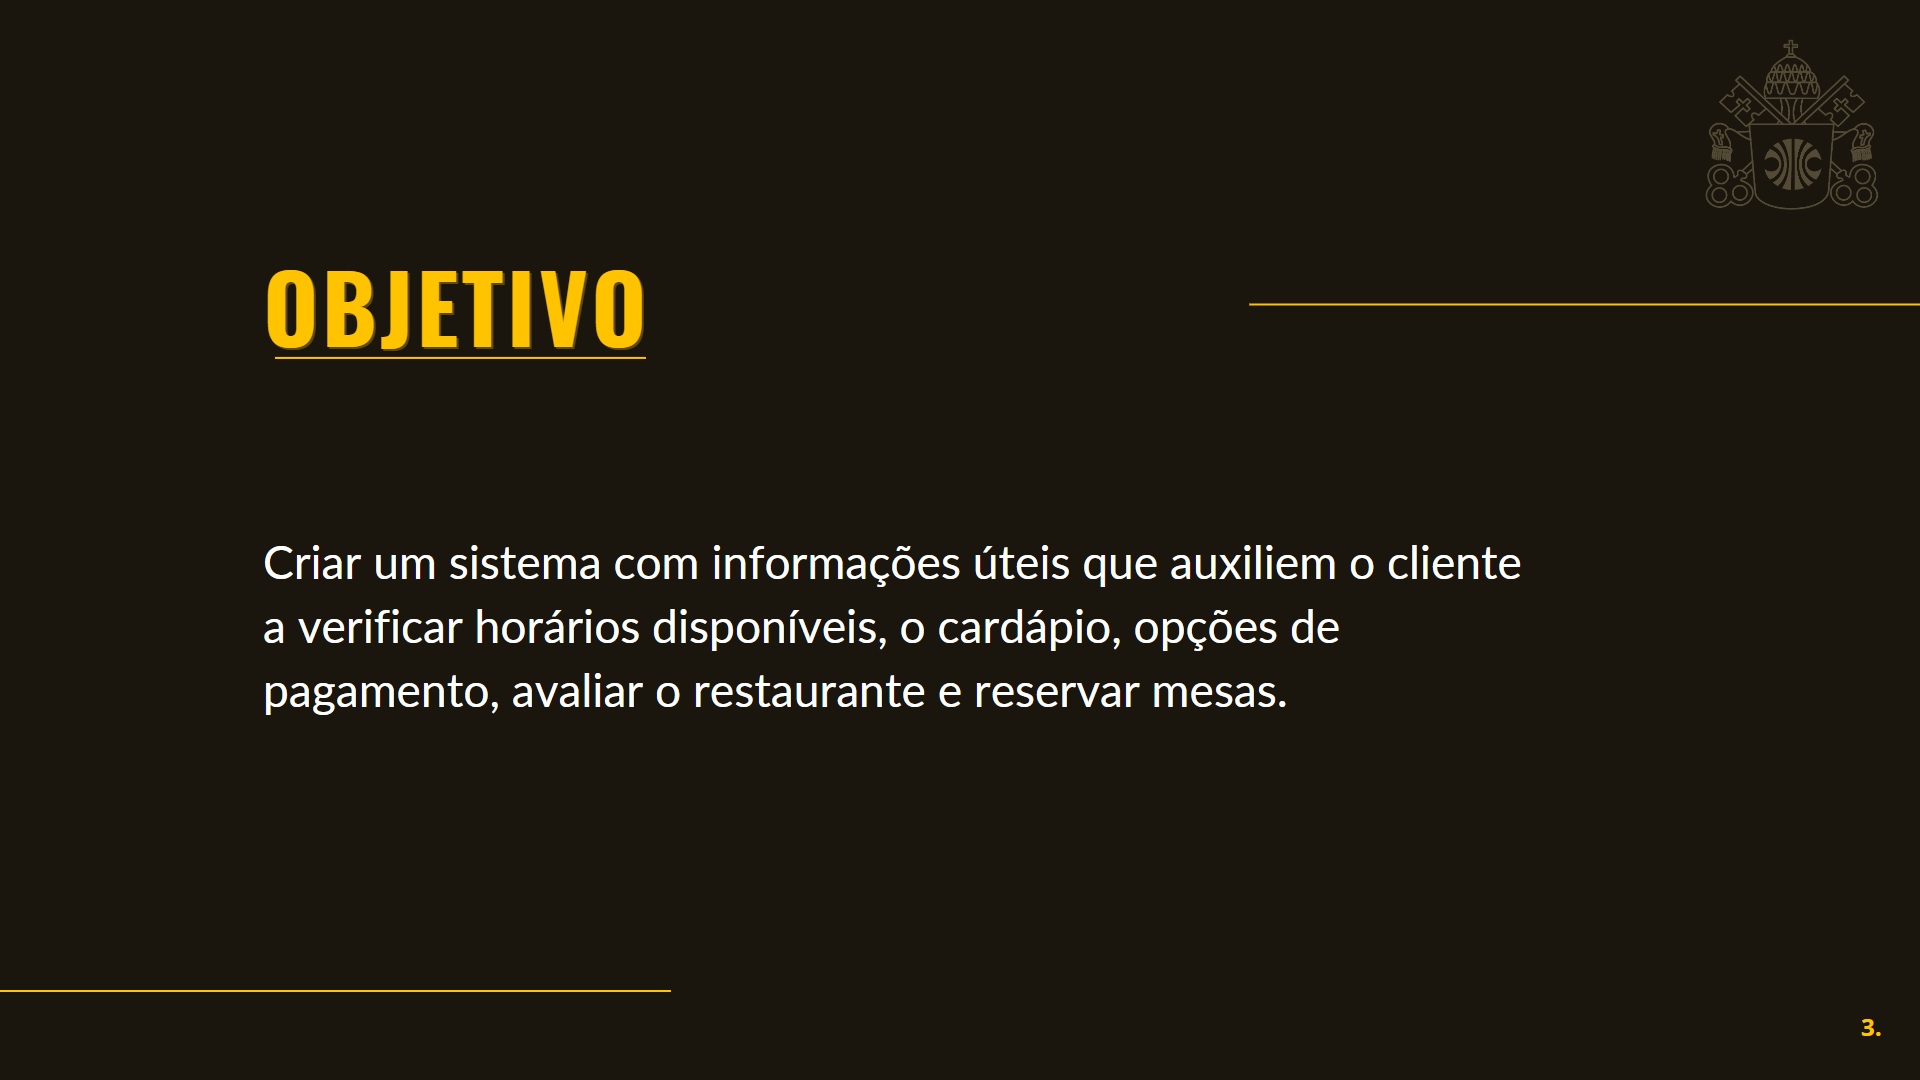 OBJETIVO
Criar um sistema com informações úteis que auxiliem o cliente
a verificar horários disponíveis, o cardápio, opções de
pagamento, avaliar o restaurante e reservar mesas.
3.